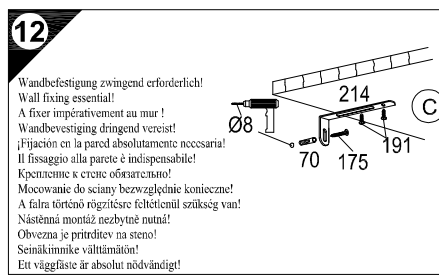 12
Wandbefestigung zwingend erforderlich!
Wall fixing essential!
A fixer impérativement au mur !
Wandbevestiging dringend vereist!
¡Fijación en la pared absolutamente necesaria!
Il fissaggio alla parete è indispensabile!
Крепление к стене обязательно!
Mocowanie do sciany bezwzględnie konieczne!
A falra történő rögzítésre feltétlenül szükség van!
Nástěnná montáž nezbytně nutná!
Obvezna je pritrditev na steno!
Seinäkiinnike välttämätön!
Ett väggfäste är absolut nödvändigt!
214
C
Ø8
70
175
191